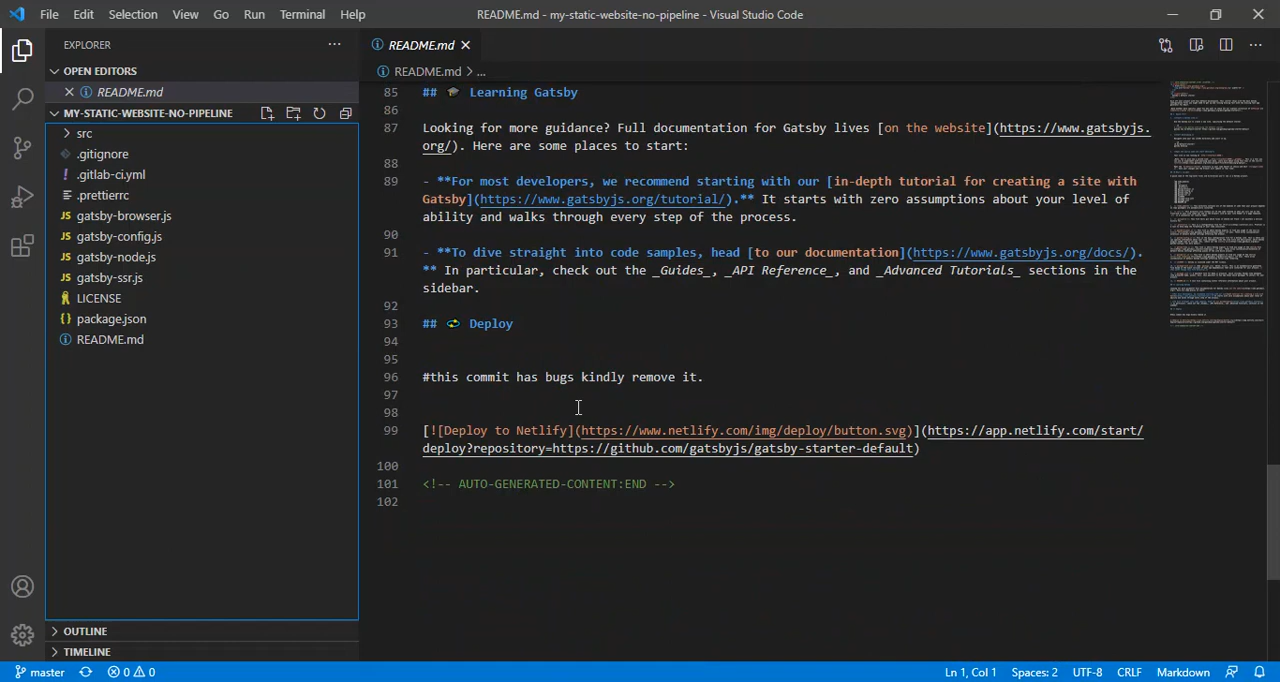 File Edit Selection View Go Run Terminal Help README.md - my-static-website-no-pipeline - Visual Studio Code
EXPLORER
OPEN EDITORS
README.md
MY-STATIC-WEBSITE-NO-PIPELINE
src
.gitignore
.gitlab-ci.yml
.prettierrc
JS gatsby-browser.js
JS gatsby-config.js
JS gatsby-node.js
JS gatsby-ssr.js
LICENSE
{} package.json
README.md
OUTLINE
TIMELINE
README.md
README.md > ...
85 ## 🎓 Learning Gatsby
86
87 Looking for more guidance? Full documentation for Gatsby lives [on the website](https://www.gatsbyjs.
org/). Here are some places to start:
88
89 - **For most developers, we recommend starting with our [in-depth tutorial for creating a site with
Gatsby](https://www.gatsbyjs.org/tutorial/).** It starts with zero assumptions about your level of
ability and walks through every step of the process.
90
91 - **To dive straight into code samples, head [to our documentation](https://www.gatsbyjs.org/docs/).
** In particular, check out the _Guides_, _API Reference_, and _Advanced Tutorials_ sections in the
sidebar.
92
93 ## 💫 Deploy
94
95
96 #this commit has bugs kindly remove it.
97
98
99 [![Deploy to Netlify](https://www.netlify.com/img/deploy/button.svg)](https://app.netlify.com/start/
deploy?repository=https://github.com/gatsbyjs/gatsby-starter-default)
100
101 <!-- AUTO-GENERATED-CONTENT:END -->
102
master 0 0 Ln 1, Col 1 Spaces: 2 UTF-8 CRLF Markdown